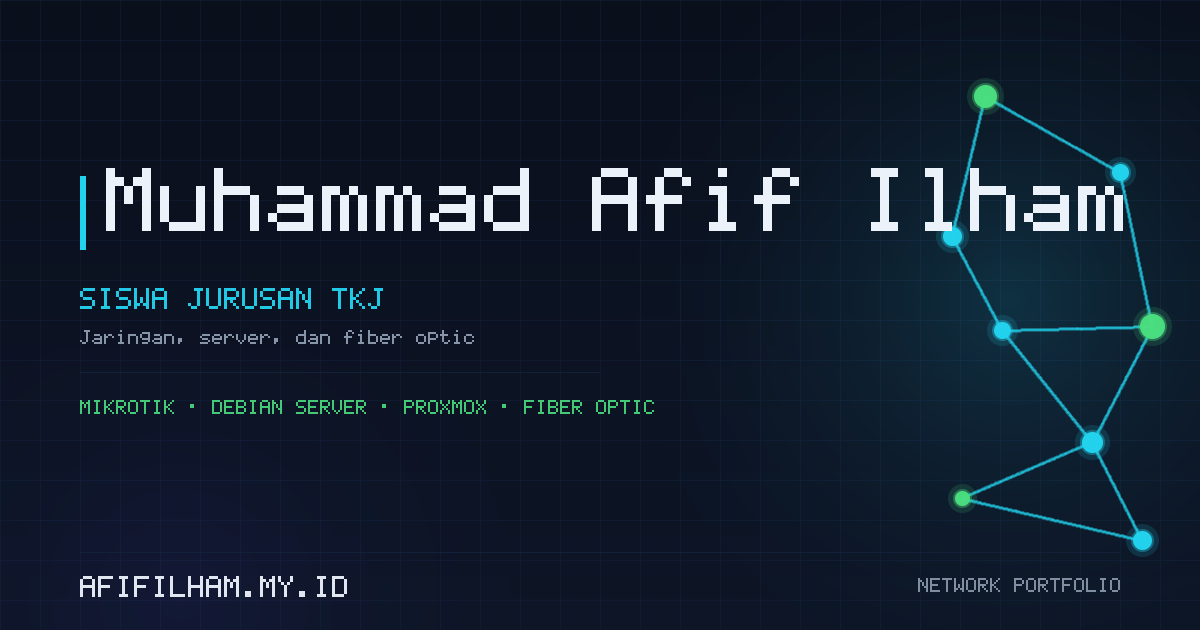 Muhammad Afif Ilham
SISWA JURUSAN TKJ
Jaringan, server, dan fiber optic
MIKROTIK · DEBIAN SERVER · PROXMOX · FIBER OPTIC
AFIFILHAM.MY.ID
NETWORK PORTFOLIO